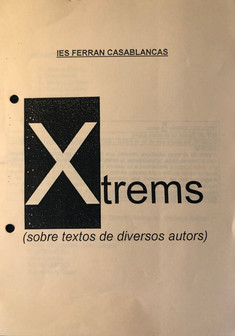 IES FERRAN CASABLANCAS
Xtrems
(sobre textos de diversos autors)